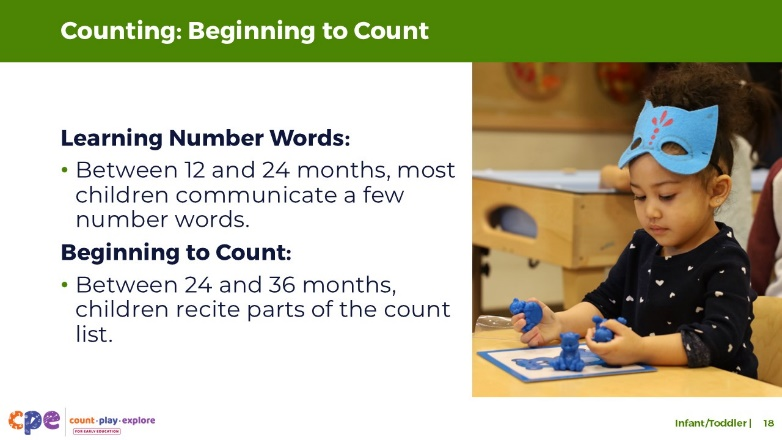 Counting: Beginning to Count
Learning Number Words:
• Between 12 and 24 months, most
children communicate a few
number words.
Beginning to Count:
• Between 24 and 36 months,
children recite parts of the count
list.
cpe count·play·explore
FOR EARLY EDUCATION
Infant/Toddler | 18